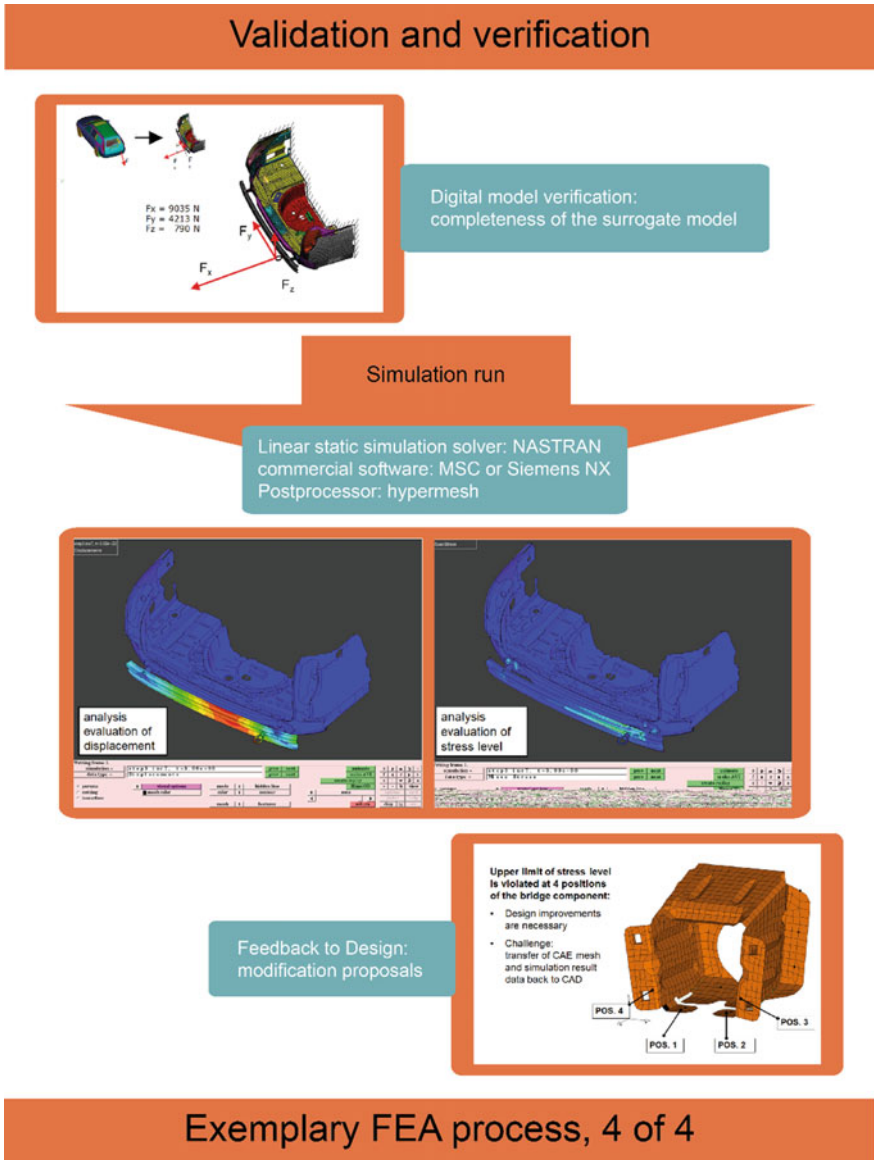 Validation and verification
Fx = 9035 N
Fy = 4213 N
Fz = 790 N
Fy
Fx
Fz
Digital model verification:
completeness of the surrogate model
Simulation run
Linear static simulation solver: NASTRAN
commercial software: MSC or Siemens NX
Postprocessor: hypermesh
analysis
evaluation of
displacement
analysis
evaluation of
stress level
Upper limit of stress level
is violated at 4 positions
of the bridge component:
• Design improvements
are necessary
• Challenge:
transfer of CAE mesh
and simulation result
data back to CAD
POS. 4
POS. 3
POS. 1
POS. 2
Feedback to Design:
modification proposals
Exemplary FEA process, 4 of 4